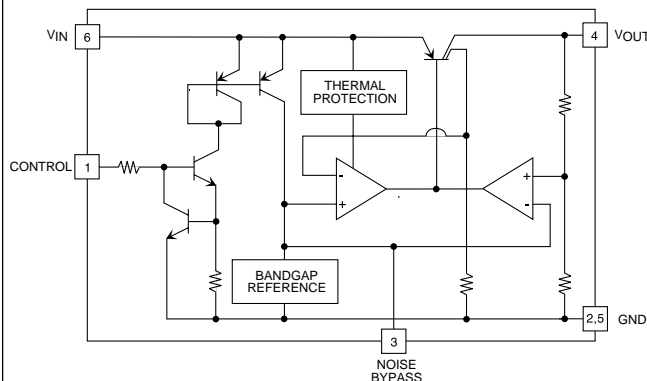 VIN 6
4 VOUT
THERMAL
PROTECTION
CONTROL 1
- +
+ -
BANDGAP
REFERENCE
2,5 GND
3
NOISE
BYPASS